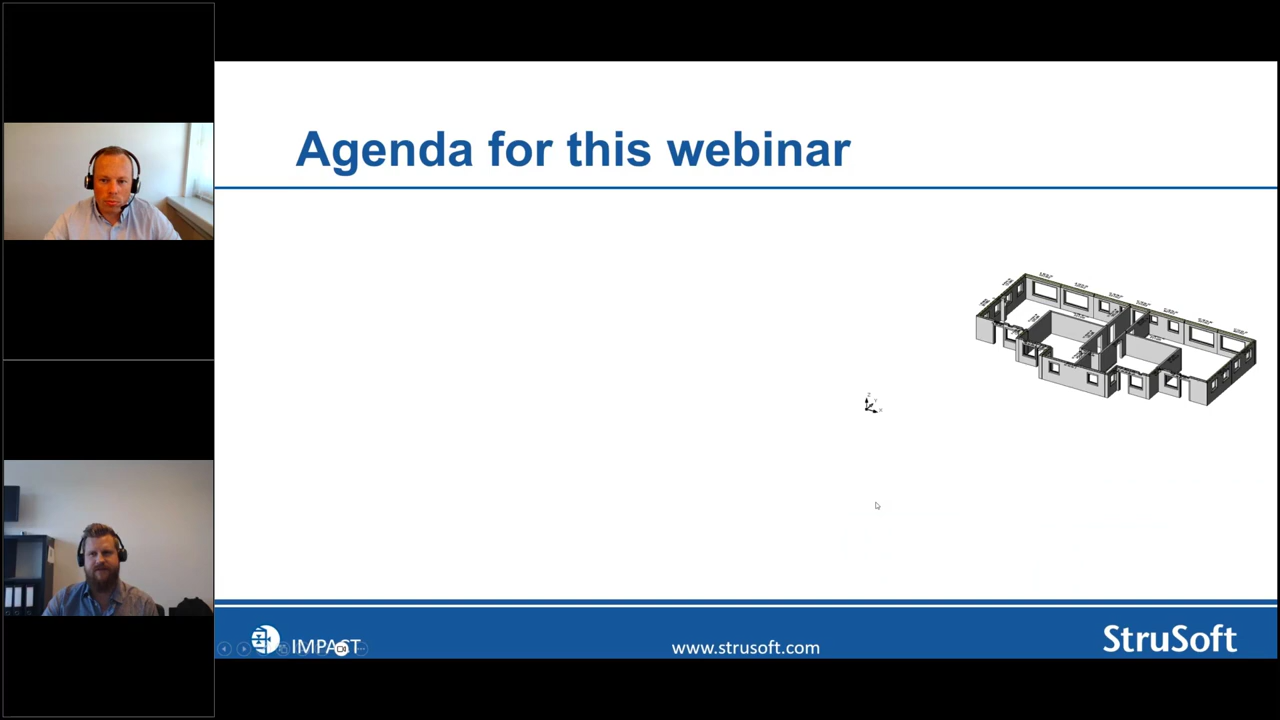 Agenda for this webinar
Z
Y
X
IMPACT
www.strusoft.com
StruSoft